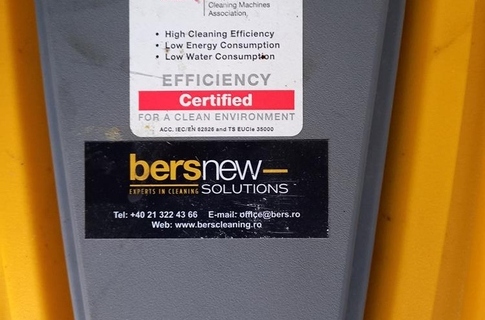 Cleaning Machines
Association.
• High Cleaning Efficiency
• Low Energy Consumption
• Low Water Consumption
EFFICIENCY
Certified
FOR A CLEAN ENVIRONMENT
ACC. IEC/EN 62826 and TS EUCle 35000
bersnew
EXPERTS IN CLEANING SOLUTIONS
Tel: +40 21 322 43 66 E-mail: office@bers.ro
Web: www.berscleaning.ro